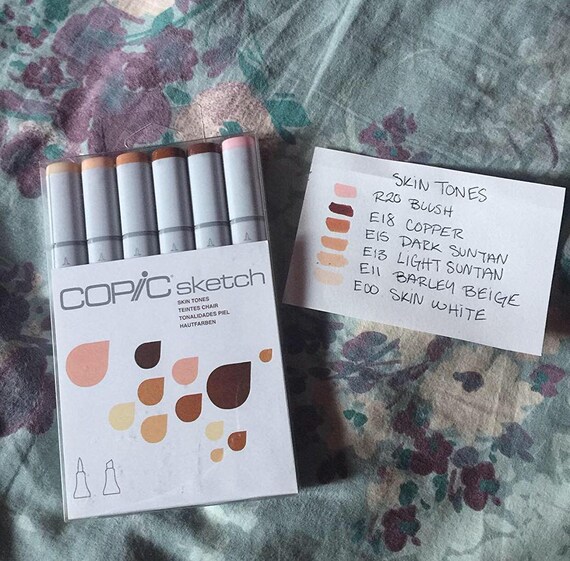 COPIC sketch
SKIN TONES
TEINTES CHAIR
TONALIDADES PIEL
HAUTFARBEN
SKIN TONES
R20 BLUSH
E18 COPPER
E15 DARK SUNTAN
E13 LIGHT SUNTAN
E11 BARLEY BEIGE
E00 SKIN WHITE